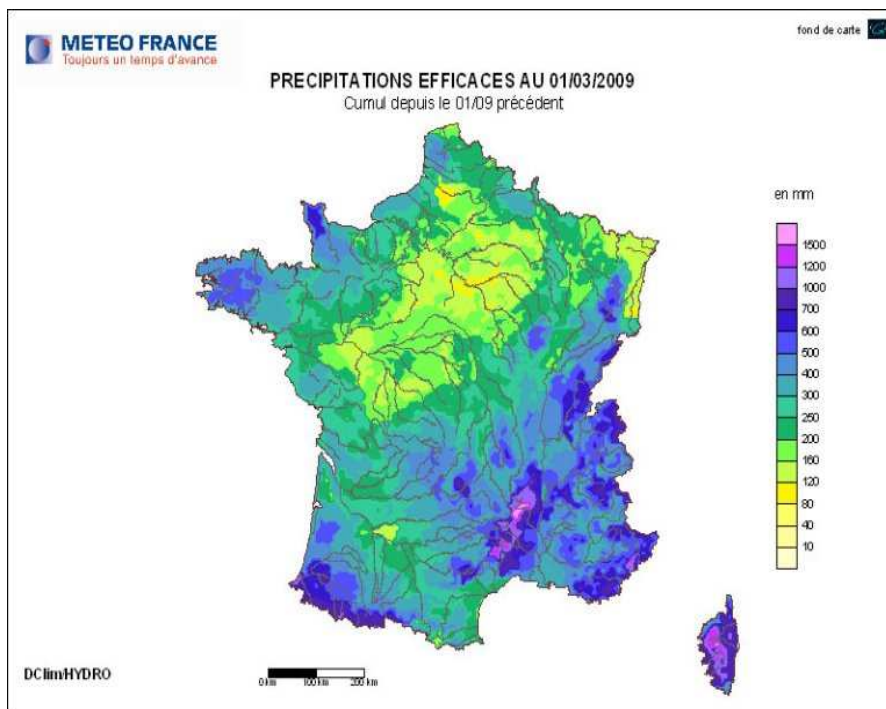 METEO FRANCE
Toujours un temps d'avance
fond de carte
PRECIPITATIONS EFFICACES AU 01/03/2009
Cumul depuis le 01/09 précédent
en mm
1500
1200
1000
700
600
500
400
300
250
200
160
120
80
40
10
DClim/HYDRO
0 km 100 km 200 km